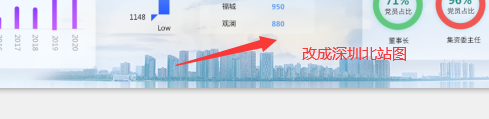 2017
2018
2019
2020
1148
Low
福城
950
观澜
880
71%
党员占比
董事长
96%
党员占比
集资委主任
改成深圳北站图